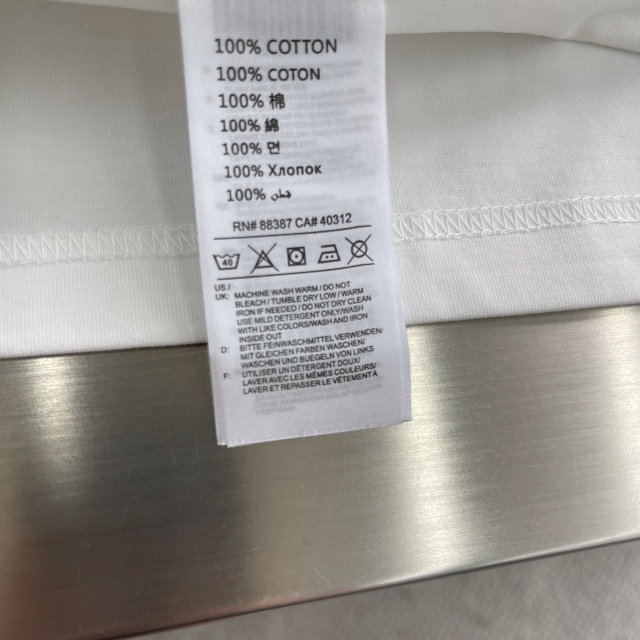 100% COTTON
100% COTON
100% 棉
100% 綿
100% 면
100% Хлопок
100% قطن
RN# 88387 CA# 40312
40
US /
UK: MACHINE WASH WARM / DO NOT
BLEACH / TUMBLE DRY LOW / WARM
IRON IF NEEDED / DO NOT DRY CLEAN
USE MILD DETERGENT ONLY/WASH
WITH LIKE COLORS/WASH AND IRON
INSIDE OUT
D: BITTE FEINWASCHMITTEL VERWENDEN/
MIT GLEICHEN FARBEN WASCHEN/
WASCHEN UND BUEGELN VON LINKS
F: UTILISER UN DÉTERGENT DOUX/
LAVER AVEC LES MÊMES COULEURS/
LAVER ET REPASSER LE VÊTEMENT À